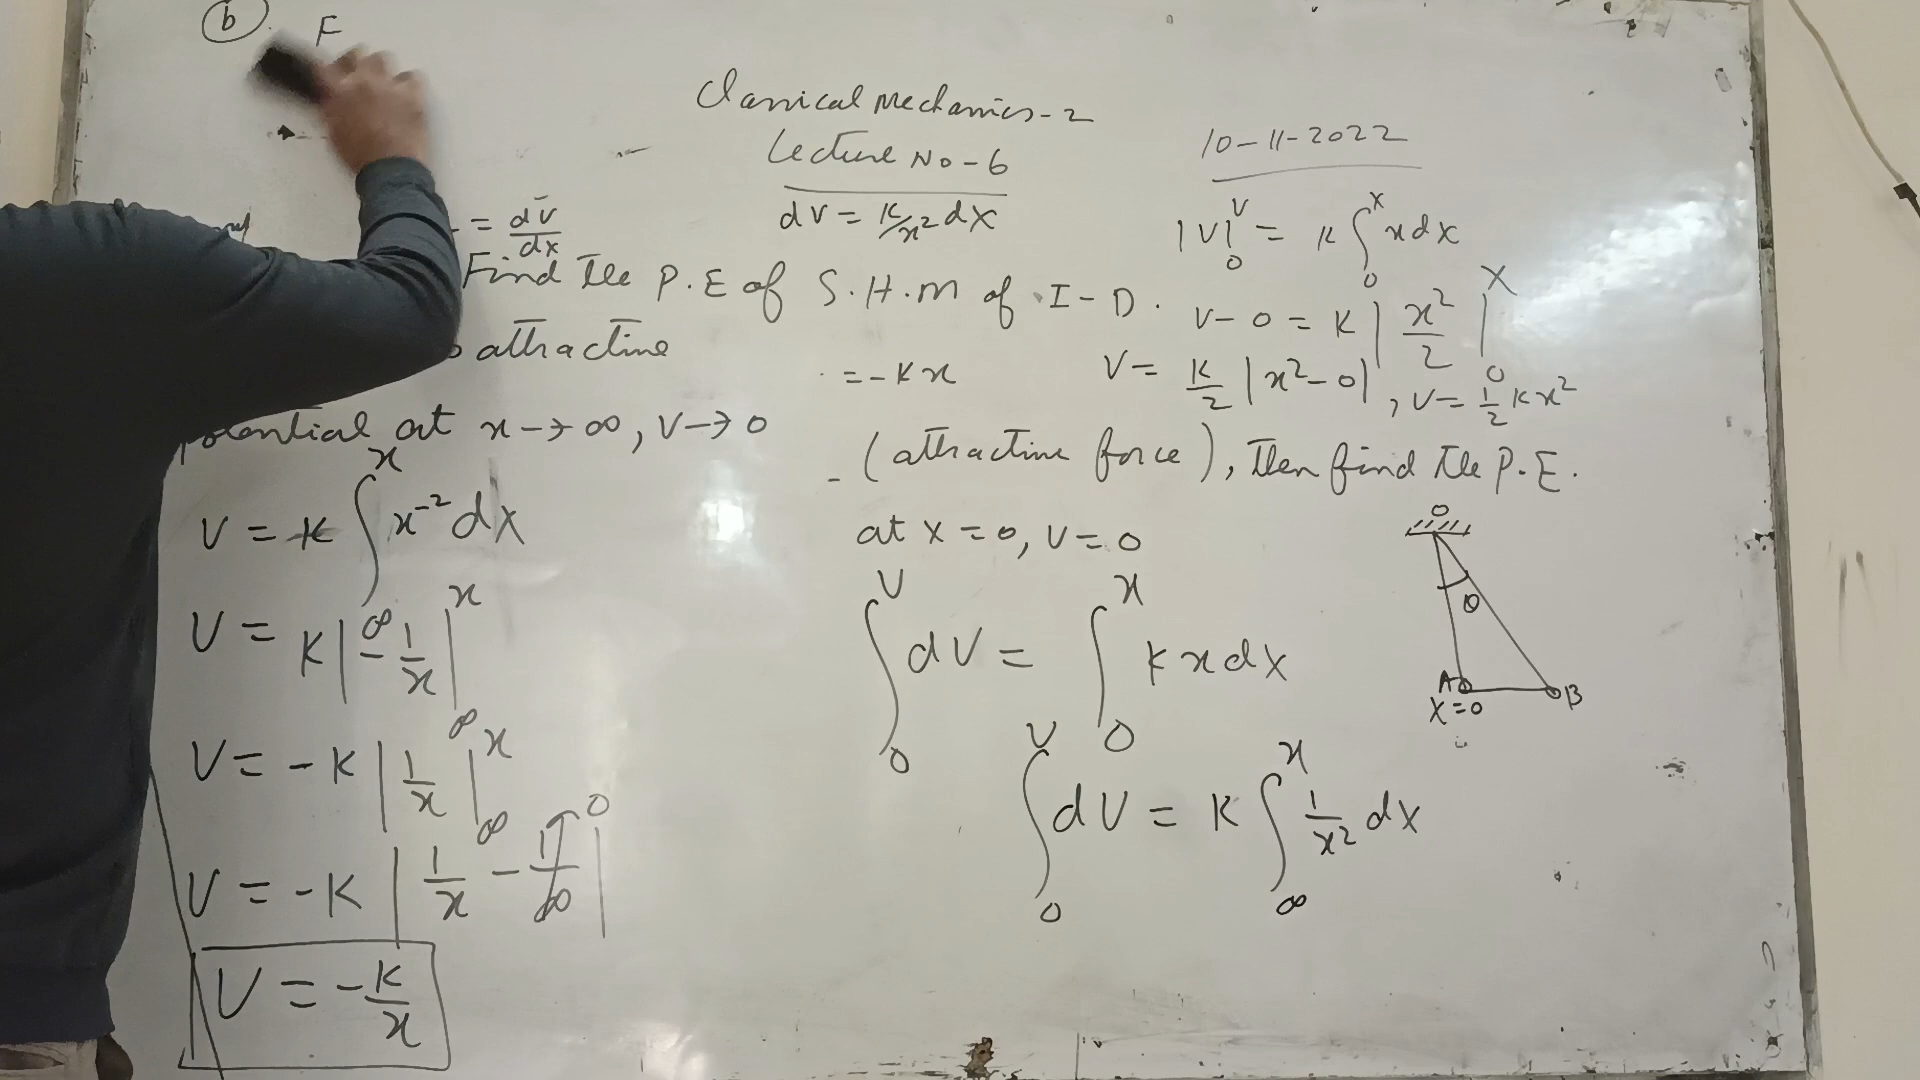 b F
Classical Mechanics-2
Lecture No-6
10-11-2022
= dv̄/dx
dV = K/x² dX
|V|₀^V = K ∫₀^X x dX
Find the P.E of S.H.M of I-D.
V-0 = K | x²/2 |₀^X
attractive
= -Kx
V = K/2 |x²-0| , V = 1/2 Kx²
potential at x→∞, V→0
(attractive force), then find the P.E.
V = K ∫_∞^x x⁻² dX
at X = 0, V = 0
V = K | -1/x |_∞^x
∫₀^V dV = ∫₀^x K x dX
O
θ
A B
X=0
V = -K | 1/x |_∞^x
∫₀^V dV = K ∫_∞^x 1/x² dX
V = -K | 1/x - 1/∞ | 0
V = -K/x